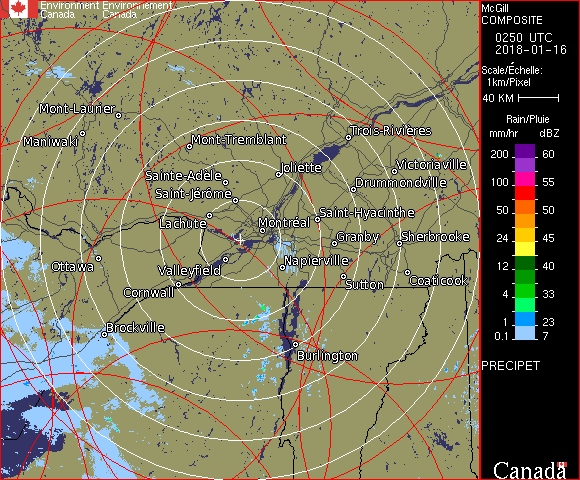 Environment Environnement
Canada Canada
McGill
COMPOSITE
0250 UTC
2018-01-16
Scale/Échelle:
1km/Pixel
40 KM
Rain/Pluie
mm/hr dBZ
200 60
100 55
50 50
24 45
12 40
4 33
1 23
0.1 7
PRECIPET
Canada
Mont-Laurier
Maniwaki
Mont-Tremblant
Trois-Rivières
Sainte-Adèle
Joliette
Victoriaville
Saint-Jérôme
Drummondville
Lachute
Montréal
Saint-Hyacinthe
Granby
Sherbrooke
Ottawa
Valleyfield
Napierville
Cornwall
Sutton
Coaticook
Brockville
Burlington